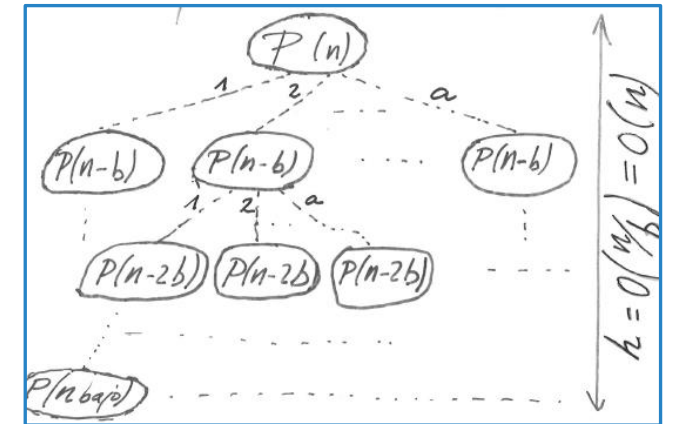 P(n)
1 2 a
P(n-b) P(n-b) .... P(n-b)
1 2 a
P(n-2b) P(n-2b) P(n-2b)
P(n bajo)
h = O(n/b) = O(n)